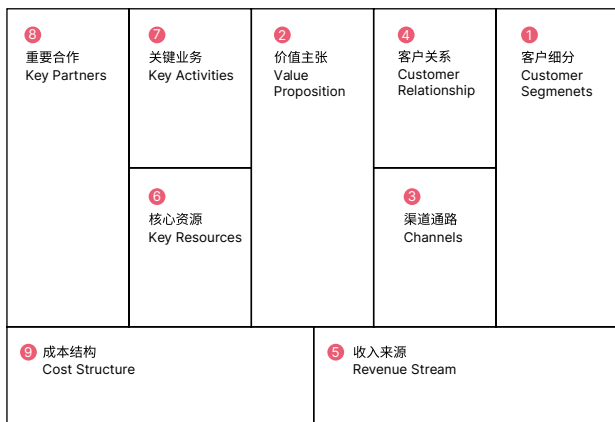 8
重要合作
Key Partners
7
关键业务
Key Activities
2
价值主张
Value
Proposition
4
客户关系
Customer
Relationship
1
客户细分
Customer
Segmenets
6
核心资源
Key Resources
3
渠道通路
Channels
9 成本结构
Cost Structure
5 收入来源
Revenue Stream